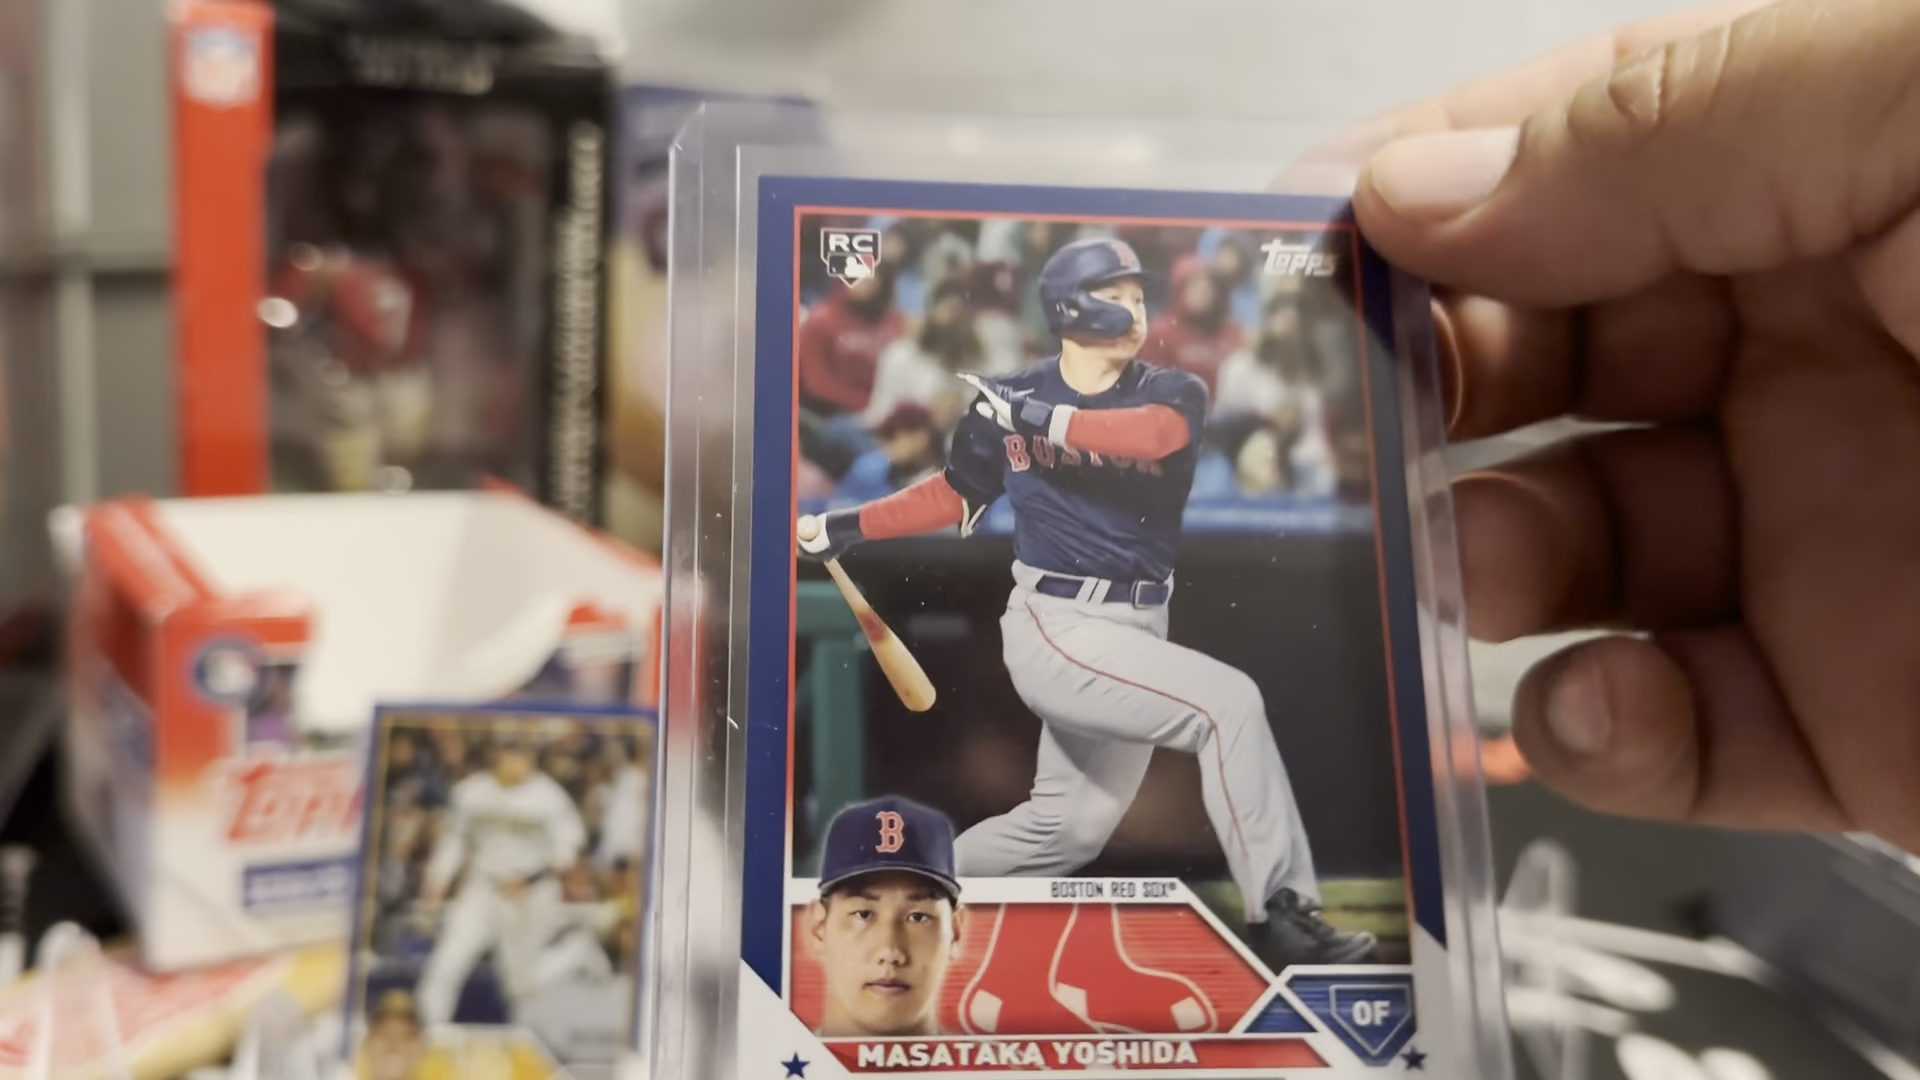 RC
Topps
B
BOSTON
B
BOSTON RED SOX®
OF
MASATAKA YOSHIDA
Topps